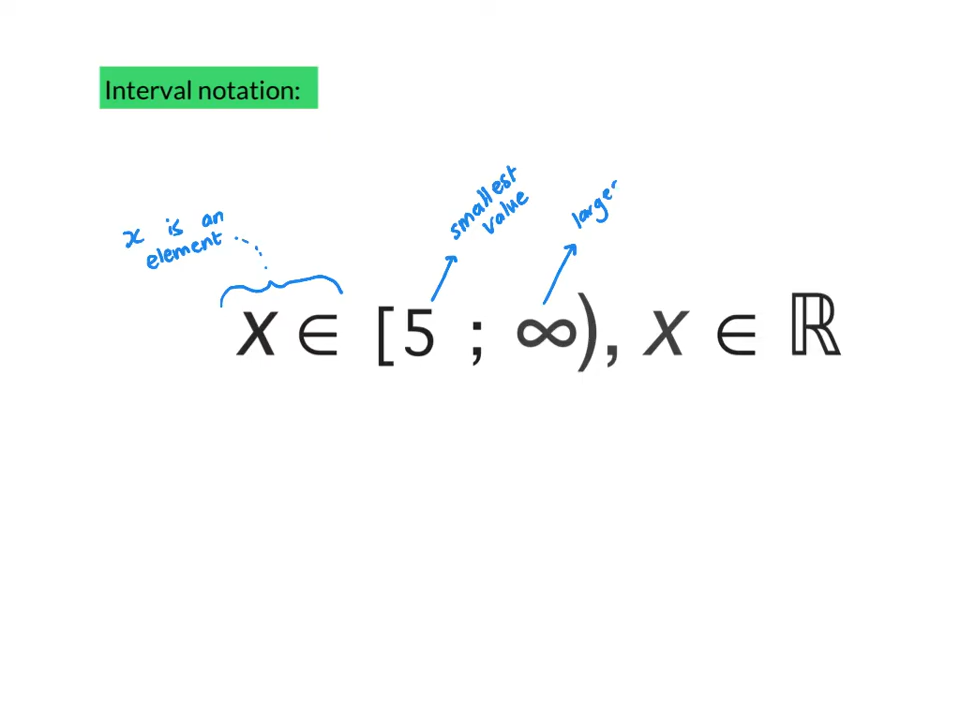 Interval notation:
smallest
value
x is an
element
x ∈ [5 ; ∞), x ∈ ℝ